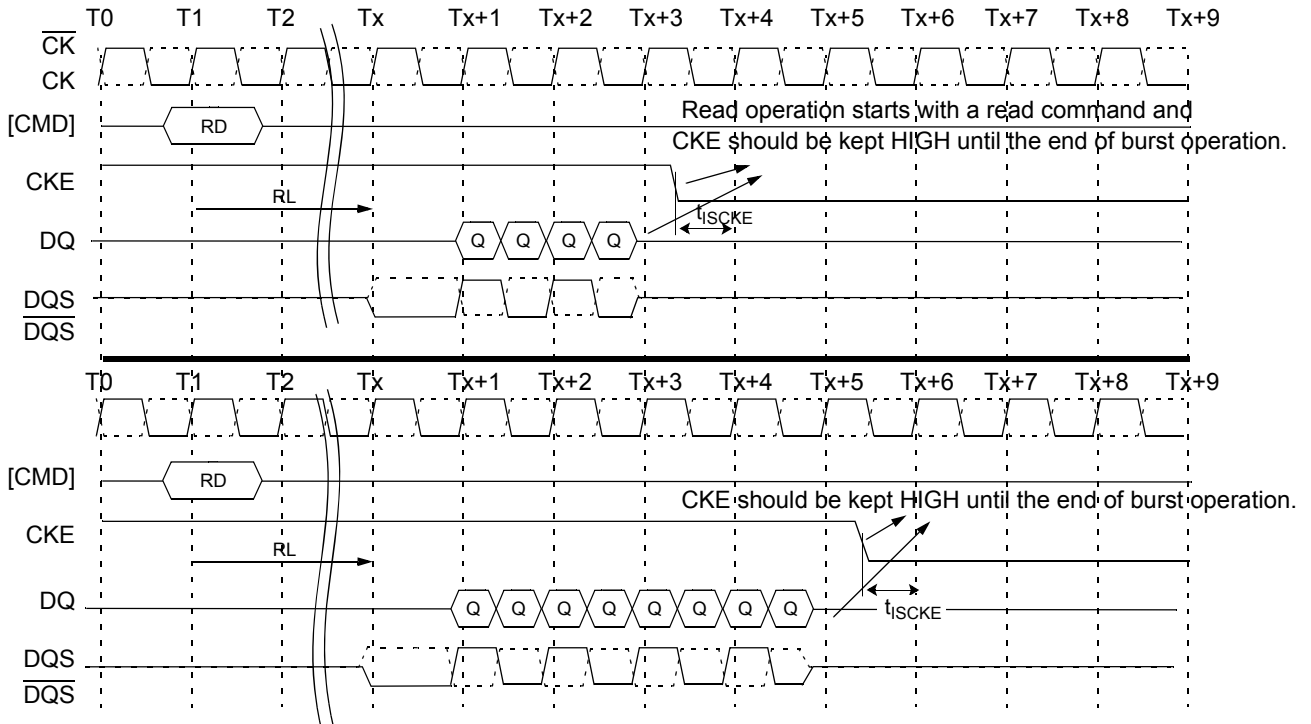 T0 T1 T2 Tx Tx+1 Tx+2 Tx+3 Tx+4 Tx+5 Tx+6 Tx+7 Tx+8 Tx+9
CK
CK
[CMD] RD
Read operation starts with a read command and
CKE should be kept HIGH until the end of burst operation.
CKE
RL
tISCKE
DQ Q Q Q Q
DQS
DQS
T0 T1 T2 Tx Tx+1 Tx+2 Tx+3 Tx+4 Tx+5 Tx+6 Tx+7 Tx+8 Tx+9
[CMD] RD
CKE should be kept HIGH until the end of burst operation.
CKE
RL
DQ Q Q Q Q Q Q Q Q
tISCKE
DQS
DQS